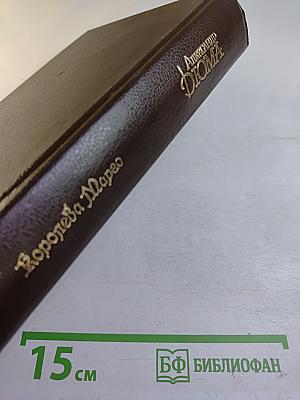 Александр
ДЮМА
Королева Марго
15 см
БФ БИБЛИОФАН